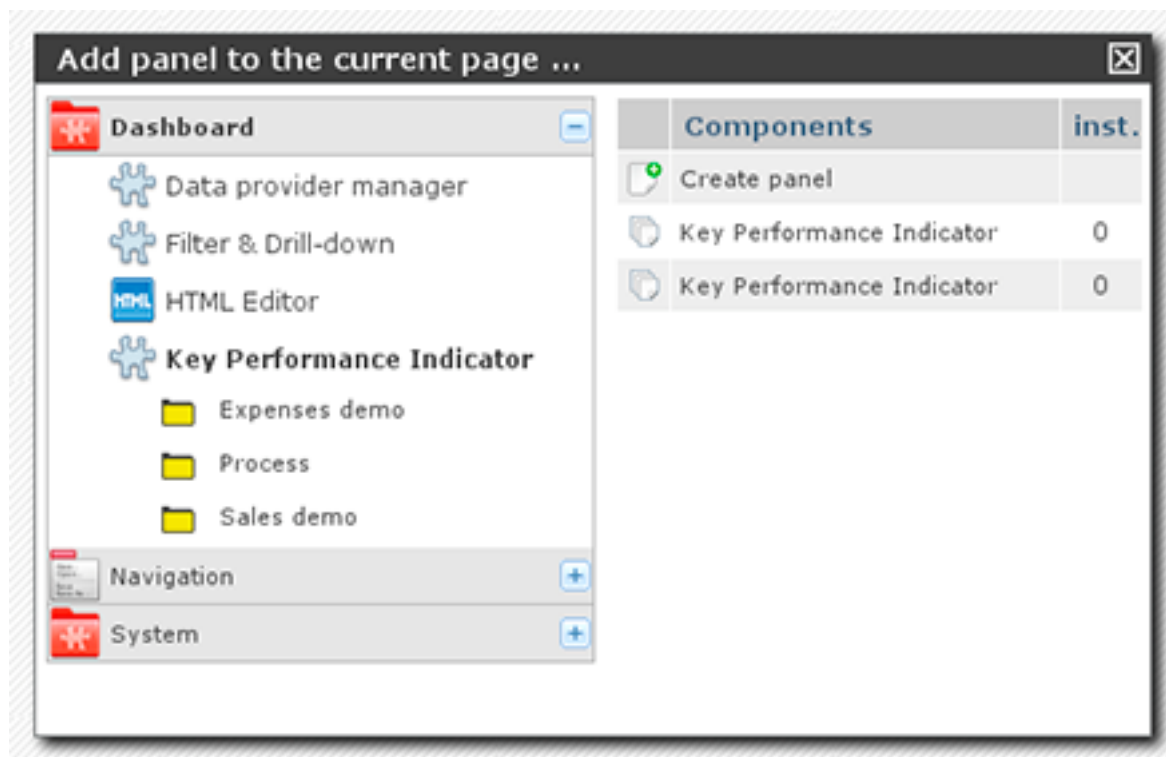 Add panel to the current page ...
Dashboard
Data provider manager
Filter & Drill-down
HTML
HTML Editor
Key Performance Indicator
Expenses demo
Process
Sales demo
Navigation
System
Components inst.
Create panel
Key Performance Indicator 0
Key Performance Indicator 0